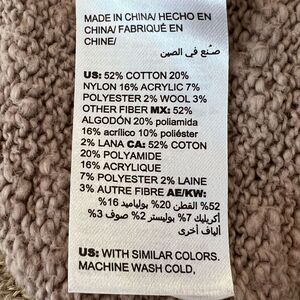 MADE IN CHINA/ HECHO EN
CHINA/ FABRIQUÉ EN
CHINE/
صنع في الصين
US: 52% COTTON 20%
NYLON 16% ACRYLIC 7%
POLYESTER 2% WOOL 3%
OTHER FIBER MX: 52%
ALGODÓN 20% poliamida
16% acrílico 10% poliéster
2% LANA CA: 52% COTON
20% POLYAMIDE
16% ACRYLIQUE
7% POLYESTER 2% LAINE
3% AUTRE FIBRE AE/KW:
52% القطن 20% بولياميد 16%
أكريليك 7% بوليستر 2% صوف 3%
ألياف أخرى
US: WITH SIMILAR COLORS.
MACHINE WASH COLD,